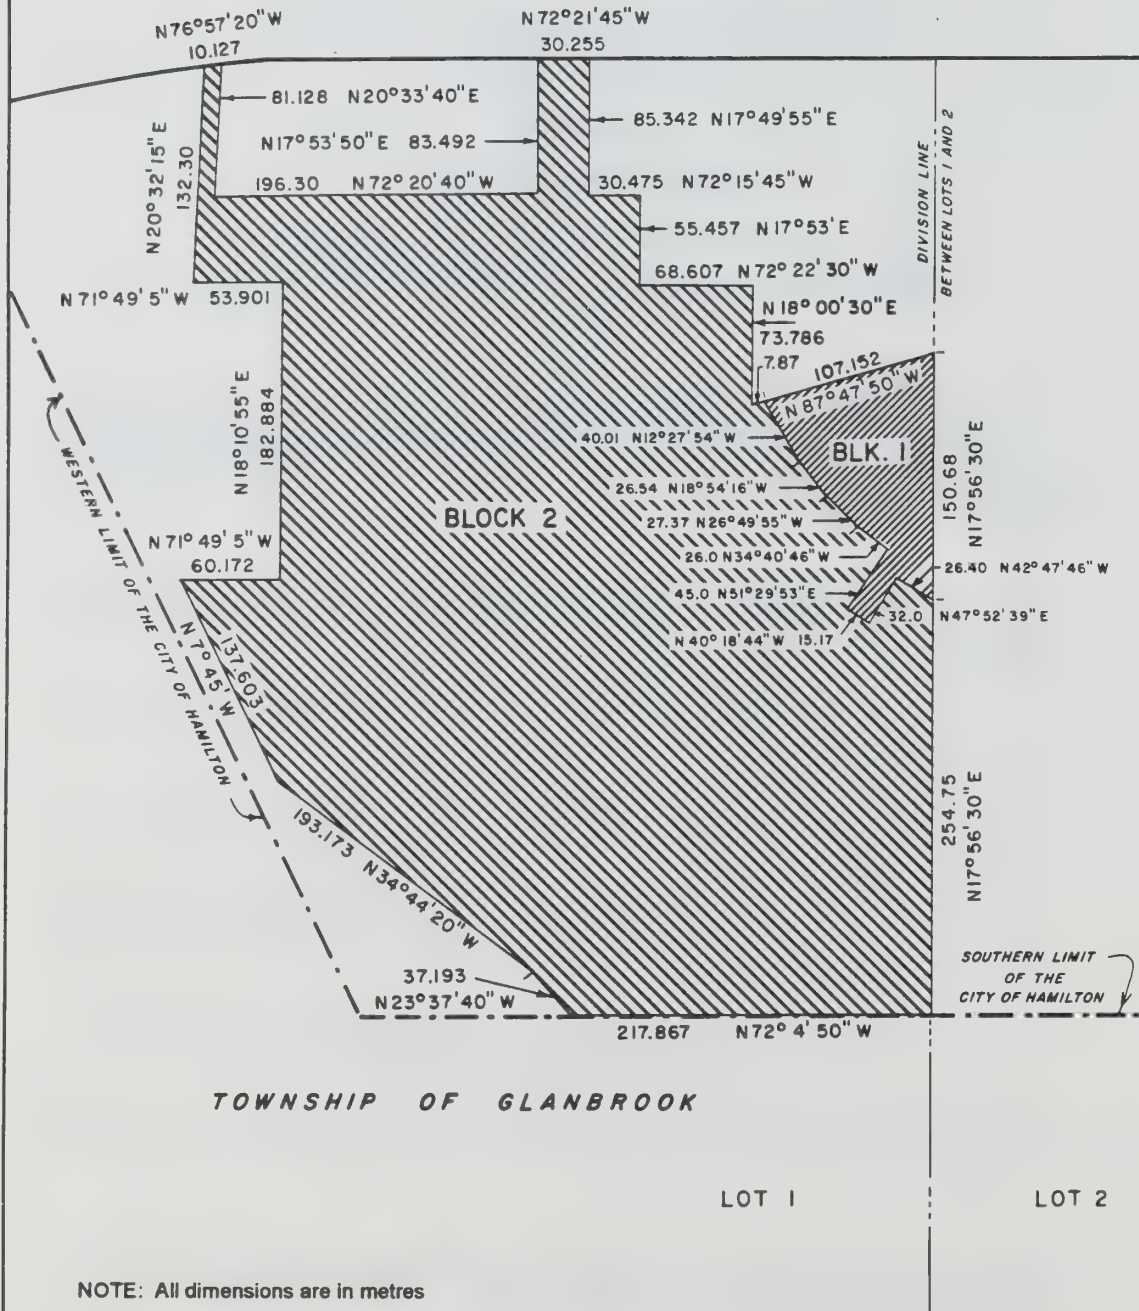 N76°57'20"W
10.127
N72°21'45"W
30.255
81.128 N20°33'40"E
85.342 N17°49'55"E
N17°53'50"E 83.492
N20°32'15"E
132.30
196.30 N72°20'40"W
30.475 N72°15'45"W
DIVISION LINE
BETWEEN LOTS 1 AND 2
55.457 N17°53'E
68.607 N72°22'30"W
N71°49'5"W 53.901
N18°00'30"E
73.786
7.87
107.152
N87°47'50"W
N18°10'55"E
182.884
40.01 N12°27'54"W
BLK. 1
WESTERN LIMIT OF THE CITY OF HAMILTON
26.54 N18°54'16"W
150.68
N17°56'30"E
BLOCK 2
27.37 N26°49'55"W
N71°49'5"W
60.172
26.0 N34°40'46"W
26.40 N42°47'46"W
45.0 N51°29'53"E
32.0 N47°52'39"E
N40°18'44"W 15.17
N7°45'W
137.603
254.75
N17°56'30"E
193.173 N34°44'20"W
37.193
N23°37'40"W
SOUTHERN LIMIT
OF THE
CITY OF HAMILTON
217.867 N72°4'50"W
TOWNSHIP OF GLANBROOK
LOT 1
LOT 2
NOTE: All dimensions are in metres